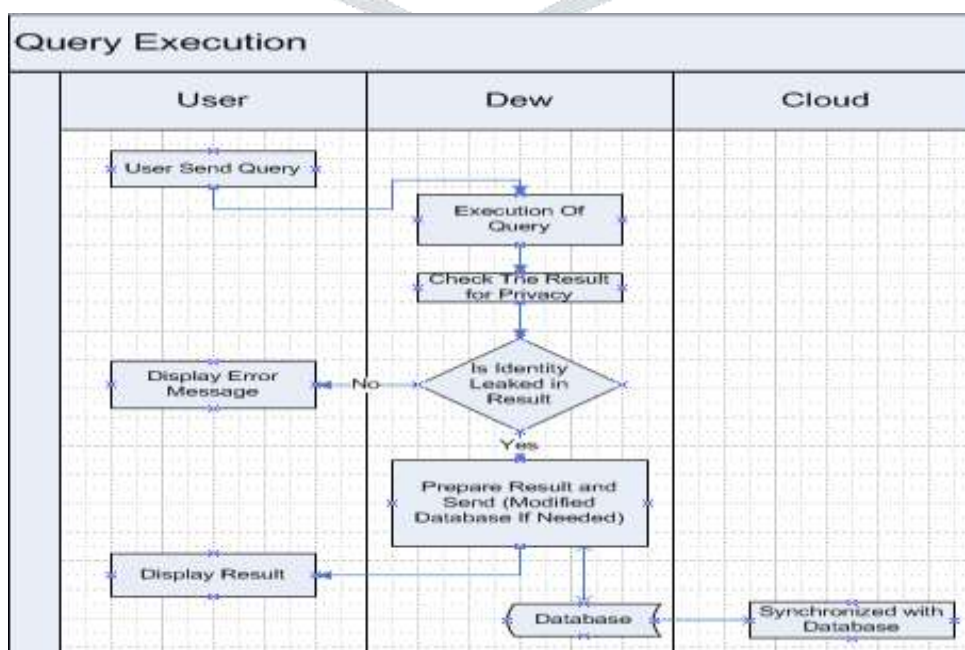 Query Execution
User
Dew
Cloud
User Send Query
Execution Of
Query
Check The Result
for Privacy
Is Identity
Leaked in
Result
No
Display Error
Message
Yes
Prepare Result and
Send (Modified
Database If Needed)
Display Result
Database
Synchronized with
Database